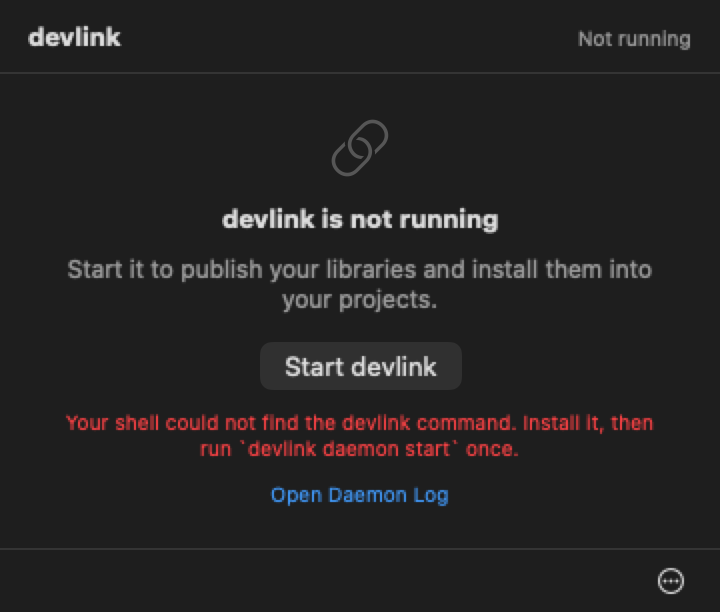 devlink
Not running
devlink is not running
Start it to publish your libraries and install them into
your projects.
Start devlink
Your shell could not find the devlink command. Install it, then
run `devlink daemon start` once.
Open Daemon Log